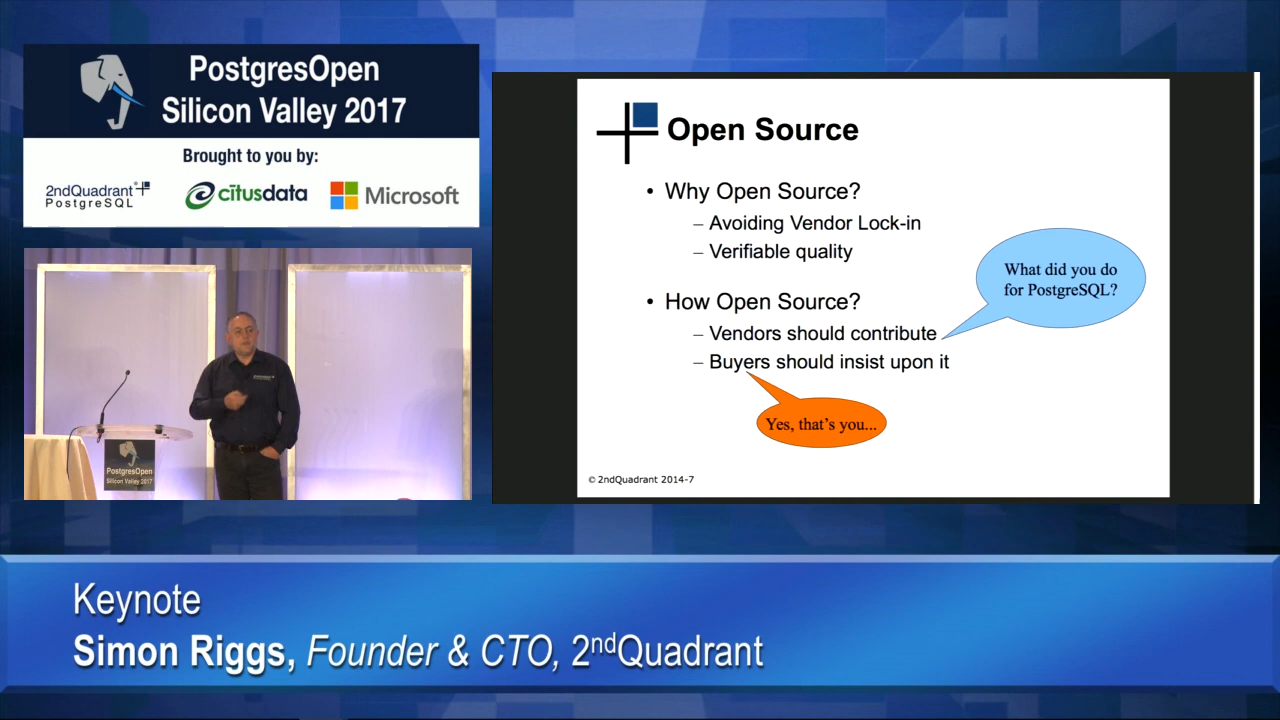 PostgresOpen
Silicon Valley 2017
Brought to you by:
2ndQuadrant
PostgreSQL
citusdata
Microsoft
PostgresOpen
Silicon Valley 2017
Open Source
• Why Open Source?
– Avoiding Vendor Lock-in
– Verifiable quality
What did you do
for PostgreSQL?
• How Open Source?
– Vendors should contribute
– Buyers should insist upon it
Yes, that's you...
© 2ndQuadrant 2014-7
Keynote
Simon Riggs, Founder & CTO, 2ndQuadrant